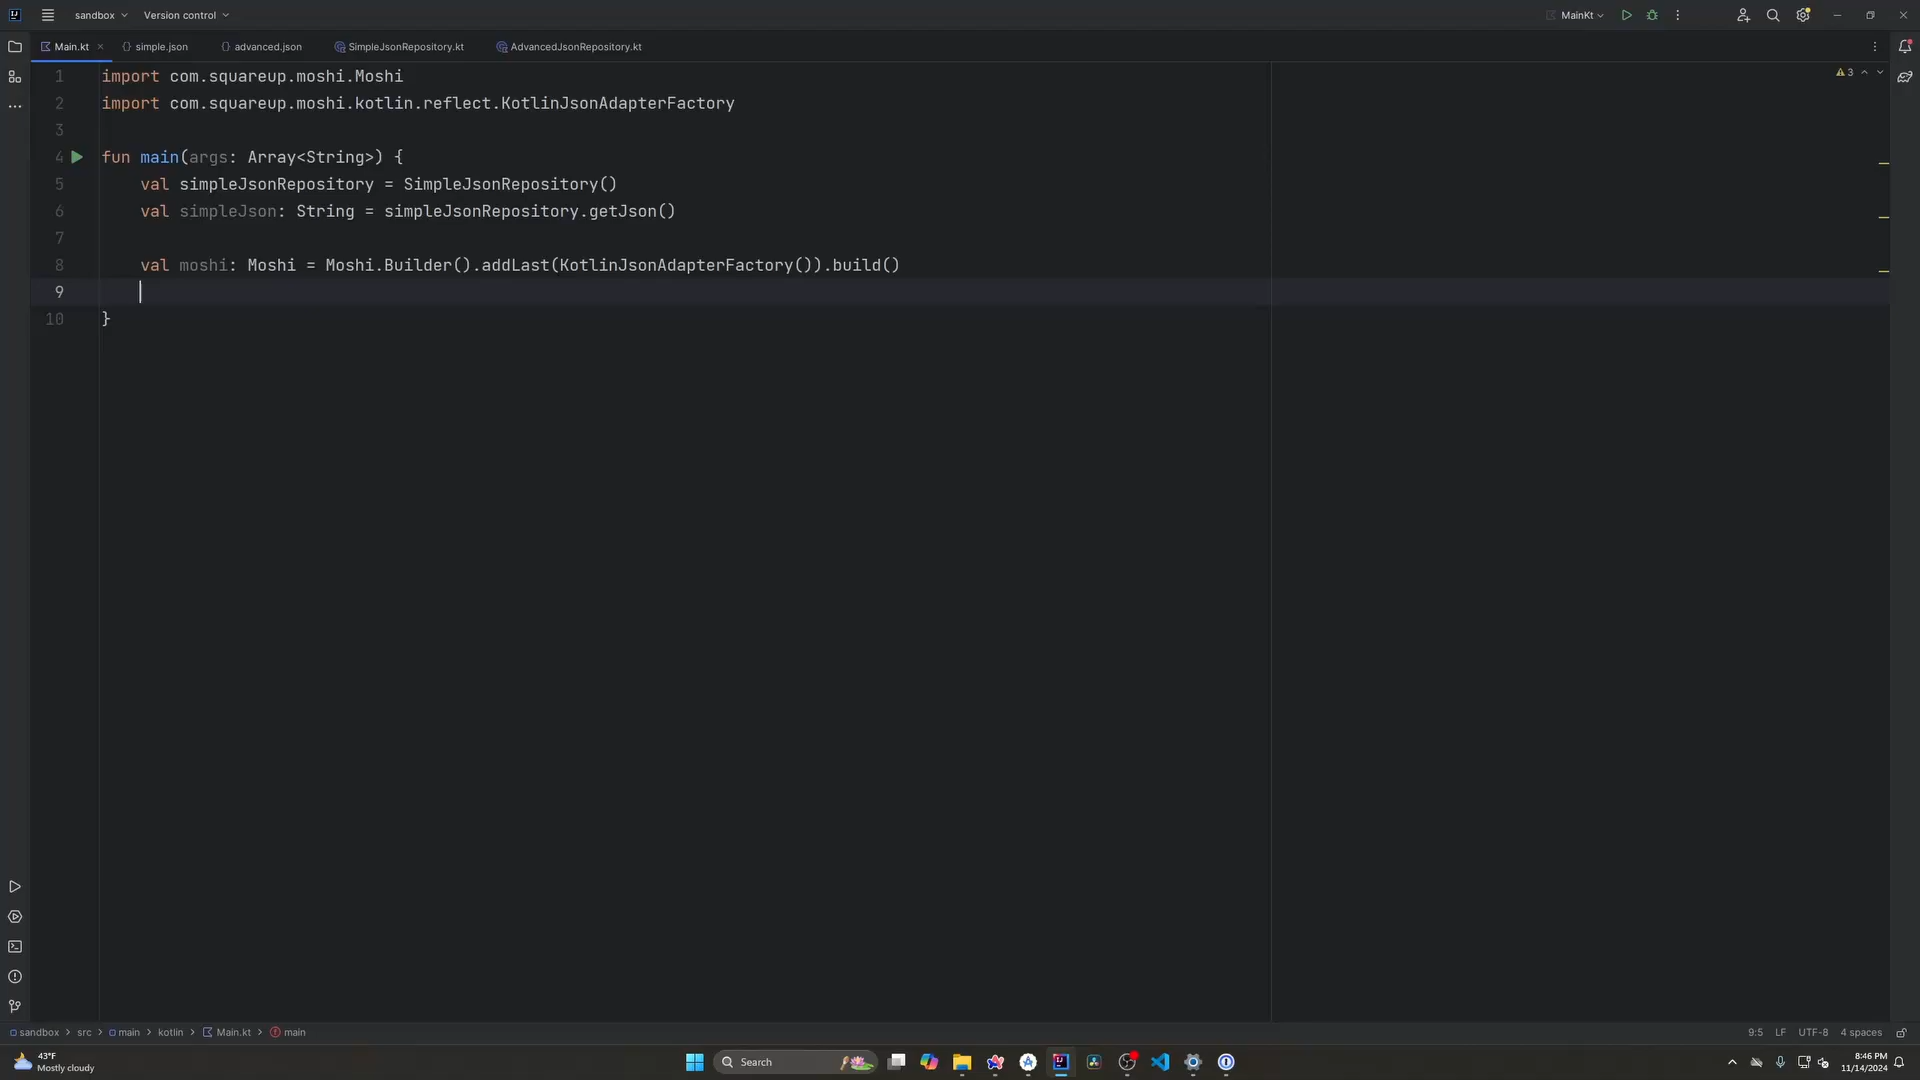 sandbox
Version control
MainKt
Main.kt
simple.json
advanced.json
SimpleJsonRepository.kt
AdvancedJsonRepository.kt
1 import com.squareup.moshi.Moshi
2 import com.squareup.moshi.kotlin.reflect.KotlinJsonAdapterFactory
3
4 fun main(args: Array<String>) {
5 val simpleJsonRepository = SimpleJsonRepository()
6 val simpleJson: String = simpleJsonRepository.getJson()
7
8 val moshi: Moshi = Moshi.Builder().addLast(KotlinJsonAdapterFactory()).build()
9
10 }
3
sandbox > src > main > kotlin > Main.kt > main
9:5 LF UTF-8 4 spaces
43°F
Mostly cloudy
Search
8:46 PM
11/14/2024